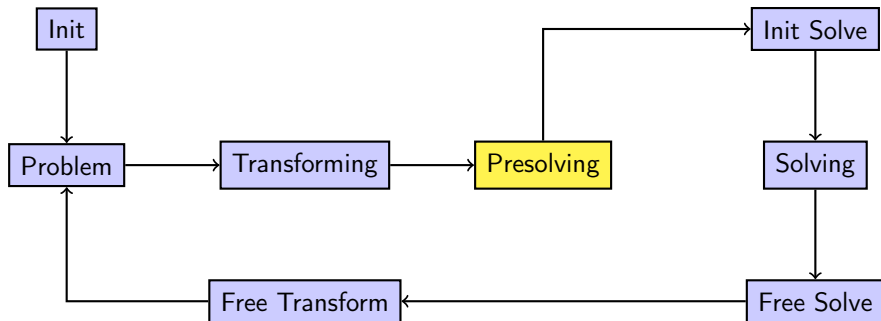 Init
Init Solve
Problem
Transforming
Presolving
Solving
Free Transform
Free Solve